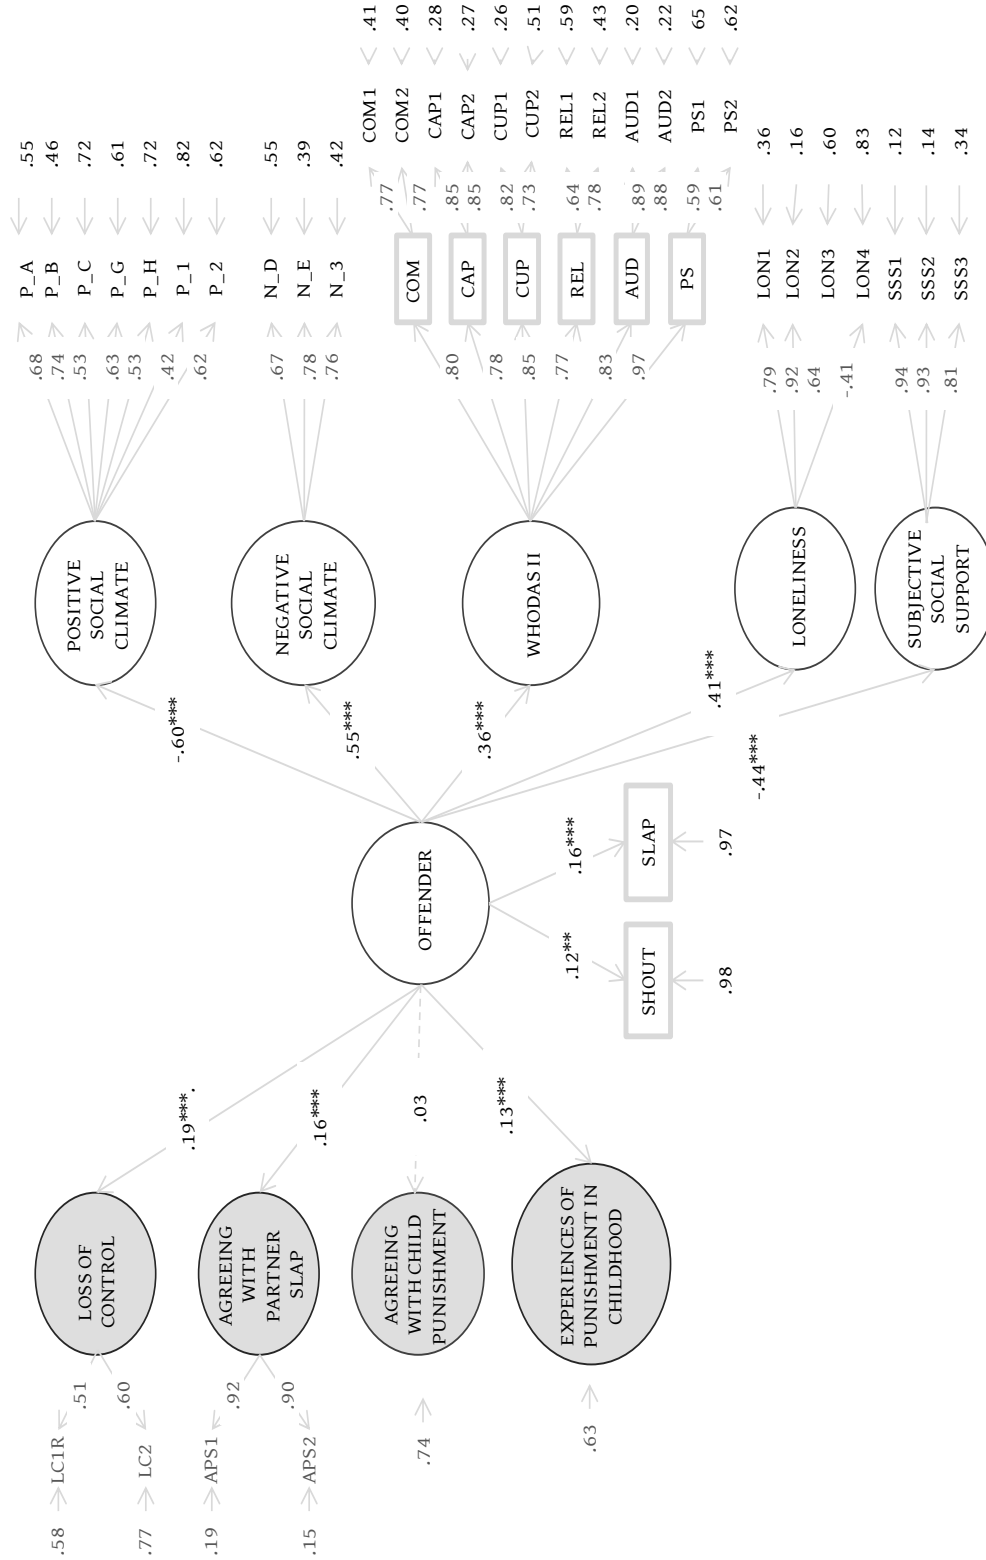 .58
LC1R
.51
.77
LC2
.60
LOSS OF
CONTROL
.19***.
.19
APS1
.92
.15
APS2
.90
AGREEING
WITH
PARTNER
SLAP
.16***
.74
AGREEING
WITH CHILD
PUNISHMENT
.03
.63
EXPERIENCES OF
PUNISHMENT IN
CHILDHOOD
.13***
OFFENDER
.12**
SHOUT
.98
.16***
SLAP
.97
-.60***
POSITIVE
SOCIAL
CLIMATE
.68
P_A
.55
.74
P_B
.46
.53
P_C
.72
.63
P_G
.61
.53
P_H
.72
.42
P_1
.82
.62
P_2
.62
.55***
NEGATIVE
SOCIAL
CLIMATE
.67
N_D
.55
.78
N_E
.39
.76
N_3
.42
.36***
WHODAS II
.80
COM
.77
COM1
.41
.77
COM2
.40
.78
CAP
.85
CAP1
.28
.85
CAP2
.27
.85
CUP
.82
CUP1
.26
.73
CUP2
.51
.77
REL
.64
REL1
.59
.78
REL2
.43
.83
AUD
.89
AUD1
.20
.88
AUD2
.22
.97
PS
.59
PS1
65
.61
PS2
.62
.41***
LONELINESS
.79
LON1
.36
.92
LON2
.16
.64
LON3
.60
-.41
LON4
.83
-.44***
SUBJECTIVE
SOCIAL
SUPPORT
.94
SSS1
.12
.93
SSS2
.14
.81
SSS3
.34